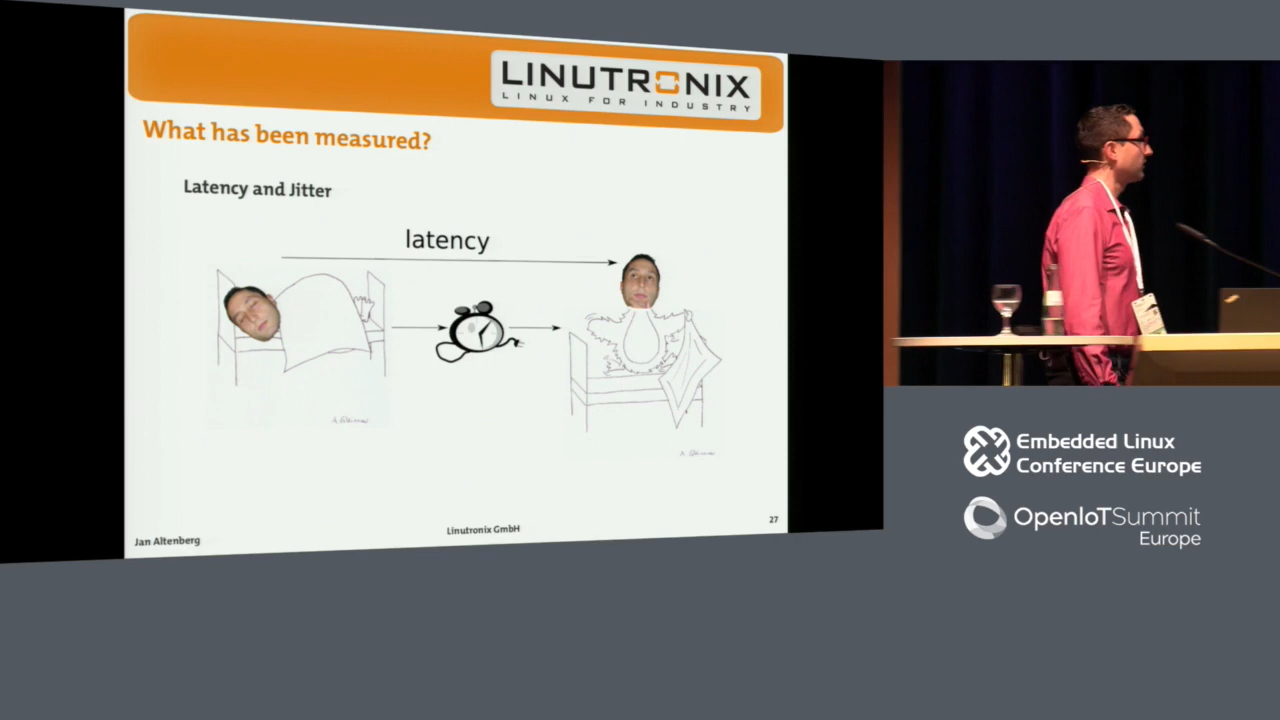 LINUTRONIX
LINUX FOR INDUSTRY
What has been measured?
Latency and Jitter
latency
Jan Altenberg
Linutronix GmbH
27
Embedded Linux
Conference Europe
OpenIoTSummit
Europe